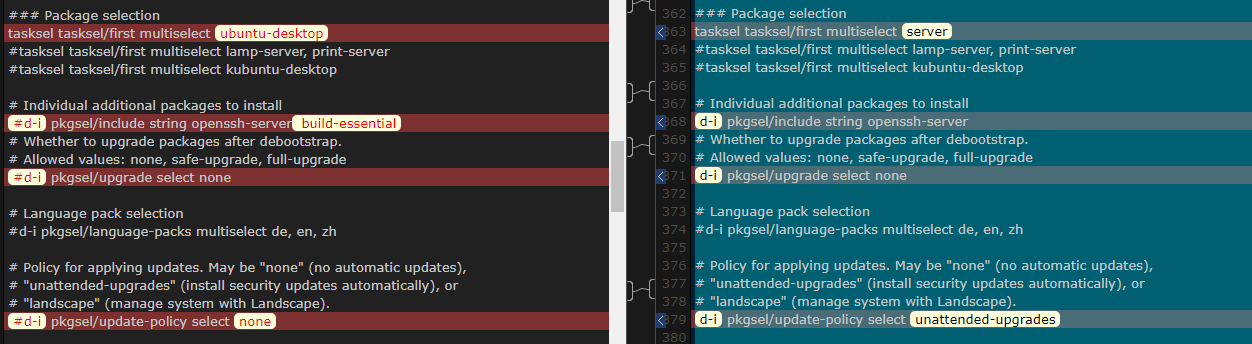 ### Package selection
tasksel tasksel/first multiselect ubuntu-desktop
#tasksel tasksel/first multiselect lamp-server, print-server
#tasksel tasksel/first multiselect kubuntu-desktop
# Individual additional packages to install
#d-i pkgsel/include string openssh-server build-essential
# Whether to upgrade packages after debootstrap.
# Allowed values: none, safe-upgrade, full-upgrade
#d-i pkgsel/upgrade select none
# Language pack selection
#d-i pkgsel/language-packs multiselect de, en, zh
# Policy for applying updates. May be "none" (no automatic updates),
# "unattended-upgrades" (install security updates automatically), or
# "landscape" (manage system with Landscape).
#d-i pkgsel/update-policy select none
362 ### Package selection
363 tasksel tasksel/first multiselect server
364 #tasksel tasksel/first multiselect lamp-server, print-server
365 #tasksel tasksel/first multiselect kubuntu-desktop
366
367 # Individual additional packages to install
368 d-i pkgsel/include string openssh-server
369 # Whether to upgrade packages after debootstrap.
370 # Allowed values: none, safe-upgrade, full-upgrade
371 d-i pkgsel/upgrade select none
372
373 # Language pack selection
374 #d-i pkgsel/language-packs multiselect de, en, zh
375
376 # Policy for applying updates. May be "none" (no automatic updates),
377 # "unattended-upgrades" (install security updates automatically), or
378 # "landscape" (manage system with Landscape).
379 d-i pkgsel/update-policy select unattended-upgrades
380